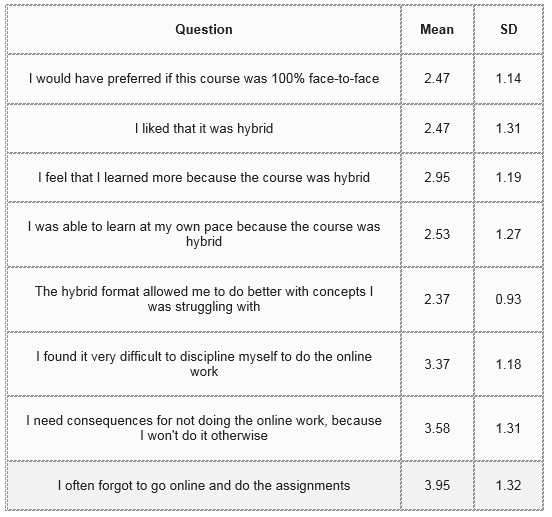 Question Mean SD
I would have preferred if this course was 100% face-to-face 2.47 1.14
I liked that it was hybrid 2.47 1.31
I feel that I learned more because the course was hybrid 2.95 1.19
I was able to learn at my own pace because the course was
hybrid 2.53 1.27
The hybrid format allowed me to do better with concepts I
was struggling with 2.37 0.93
I found it very difficult to discipline myself to do the online
work 3.37 1.18
I need consequences for not doing the online work, because
I won't do it otherwise 3.58 1.31
I often forgot to go online and do the assignments 3.95 1.32